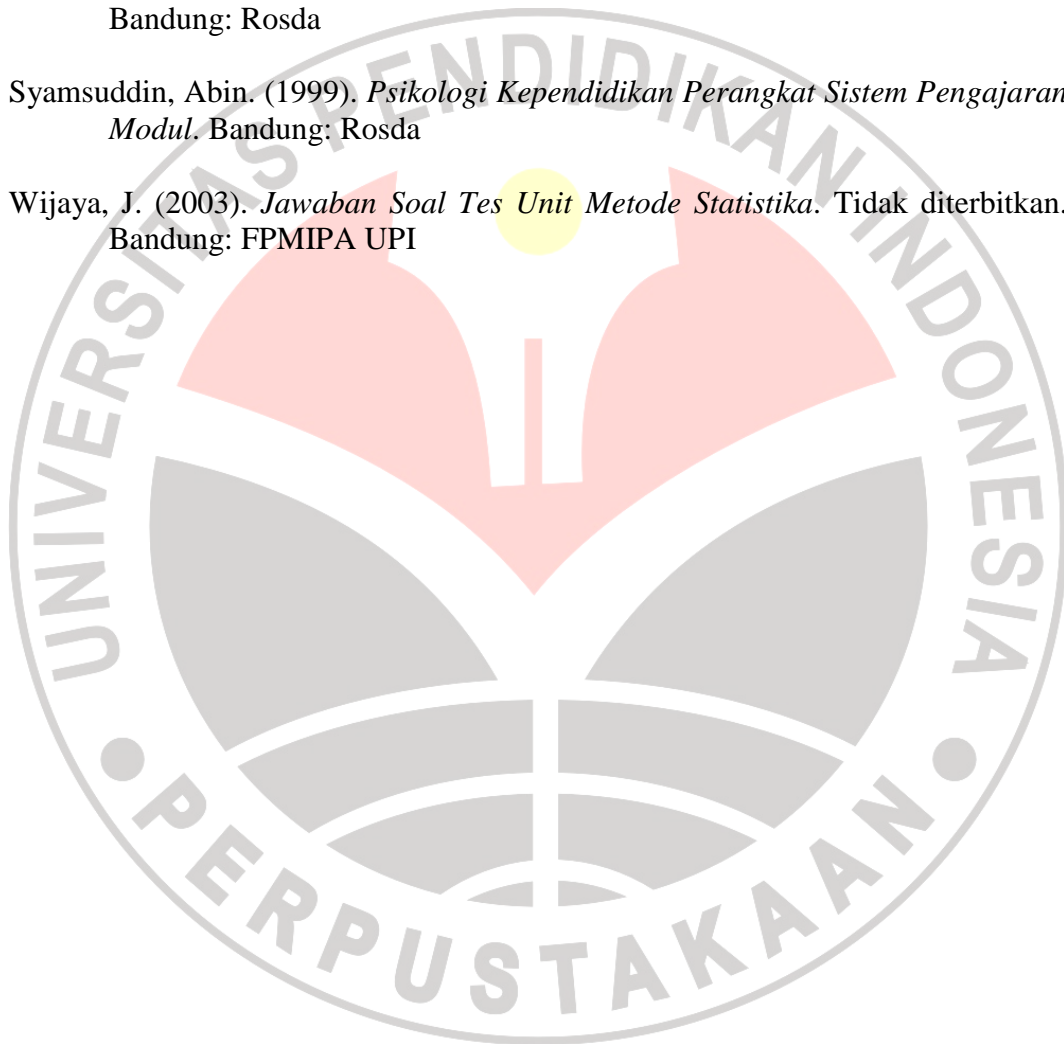 Bandung: Rosda
Syamsuddin, Abin. (1999). Psikologi Kependidikan Perangkat Sistem Pengajaran
Modul. Bandung: Rosda
Wijaya, J. (2003). Jawaban Soal Tes Unit Metode Statistika. Tidak diterbitkan.
Bandung: FPMIPA UPI
UNIVERSITAS PENDIDIKAN INDONESIA
PERPUSTAKAAN